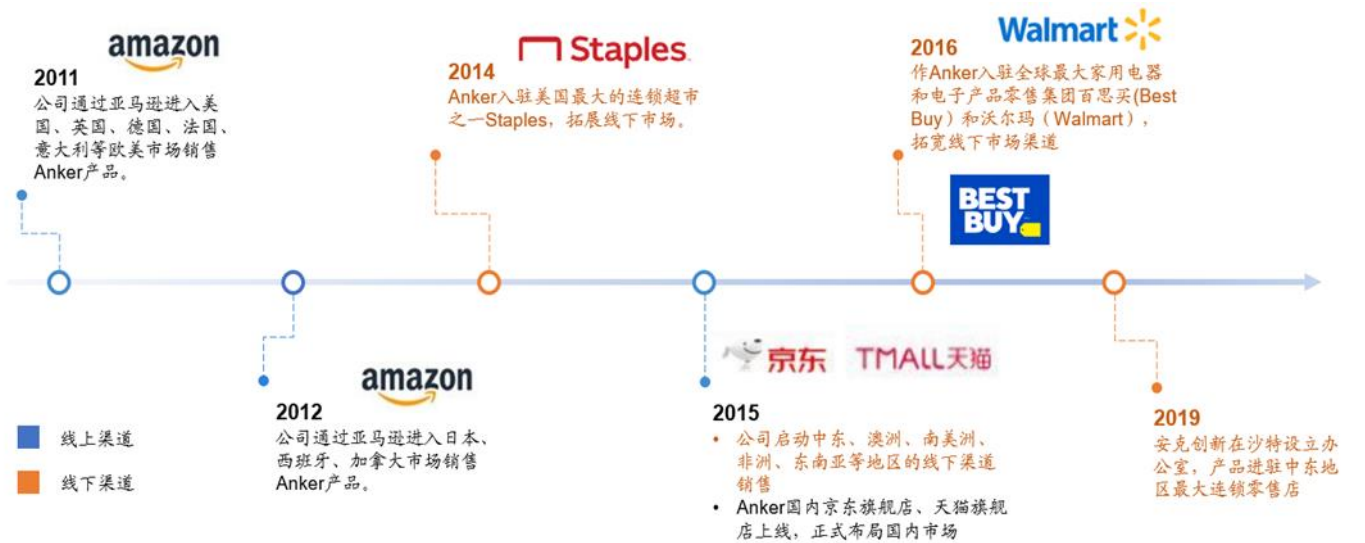 amazon
2011
公司通过亚马逊进入美
国、英国、德国、法国、
意大利等欧美市场销售
Anker产品。
Staples
2014
Anker入驻美国最大的连锁超市
之一Staples，拓展线下市场。
Walmart
2016
作Anker入驻全球最大家用电器
和电子产品零售集团百思买(Best
Buy）和沃尔玛（Walmart），
拓宽线下市场渠道
BEST
BUY
amazon
2012
公司通过亚马逊进入日本、
西班牙、加拿大市场销售
Anker产品。
京东
TMALL天猫
2015
• 公司启动中东、澳洲、南美洲、
非洲、东南亚等地区的线下渠道
销售
• Anker国内京东旗舰店、天猫旗舰
店上线，正式布局国内市场
2019
安克创新在沙特设立办
公室，产品进驻中东地
区最大连锁零售店
线上渠道
线下渠道